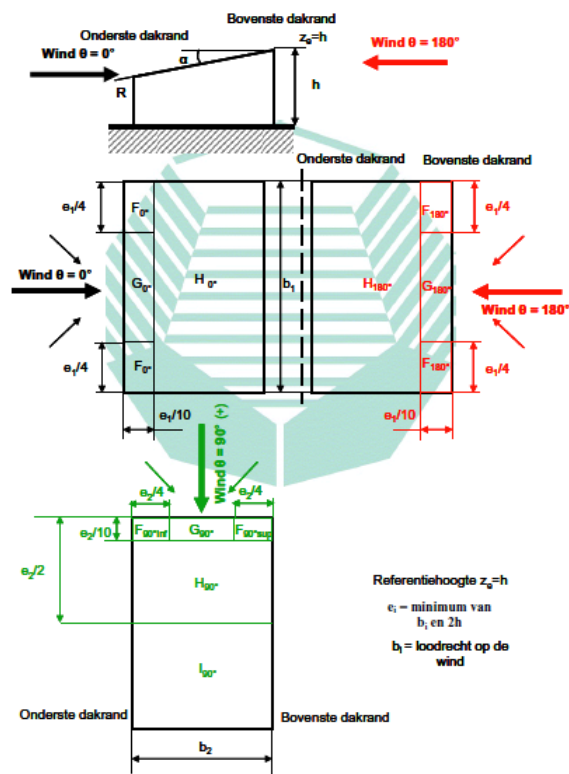 Bovenste dakrand
Onderste dakrand
zₑ=h
Wind θ = 0°
Wind θ = 180°
α
R
h
Onderste dakrand
Bovenste dakrand
e₁/4
F₀°
F₁₈₀°
e₁/4
Wind θ = 0°
G₀°
H₀°
b₁
H₁₈₀°
G₁₈₀°
Wind θ = 180°
e₁/4
F₀°
F₁₈₀°
e₁/4
e₁/10
e₁/10
Wind θ = 90° (+)
e₂/4
e₂/4
e₂/10
F₉₀°inf
G₉₀°
F₉₀°sup
e₂/2
H₉₀°
Referentiehoogte zₑ=h
eᵢ – minimum van
bᵢ en 2h
bᵢ = loodrecht op de
wind
I₉₀°
Onderste dakrand
Bovenste dakrand
b₂